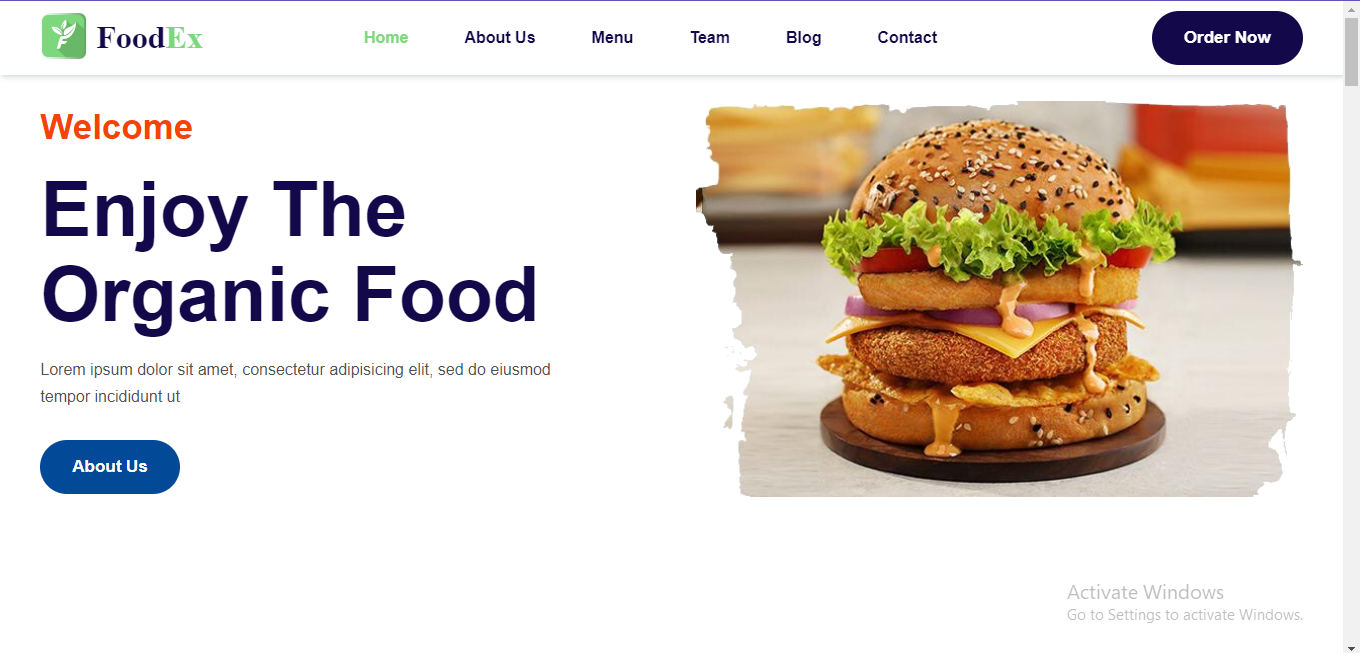 FoodEx
Home
About Us
Menu
Team
Blog
Contact
Order Now
Welcome
Enjoy The
Organic Food
Lorem ipsum dolor sit amet, consectetur adipisicing elit, sed do eiusmod
tempor incididunt ut
About Us
Activate Windows
Go to Settings to activate Windows.